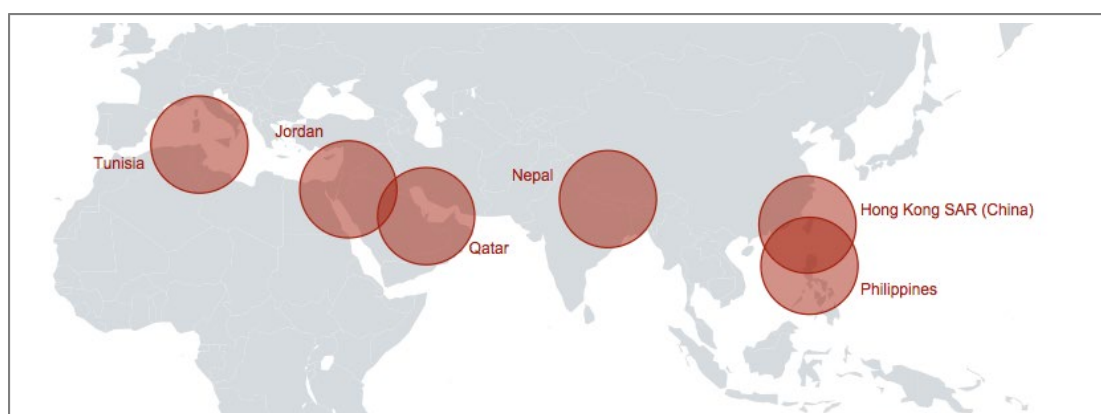 Jordan
Tunisia
Nepal
Hong Kong SAR (China)
Qatar
Philippines